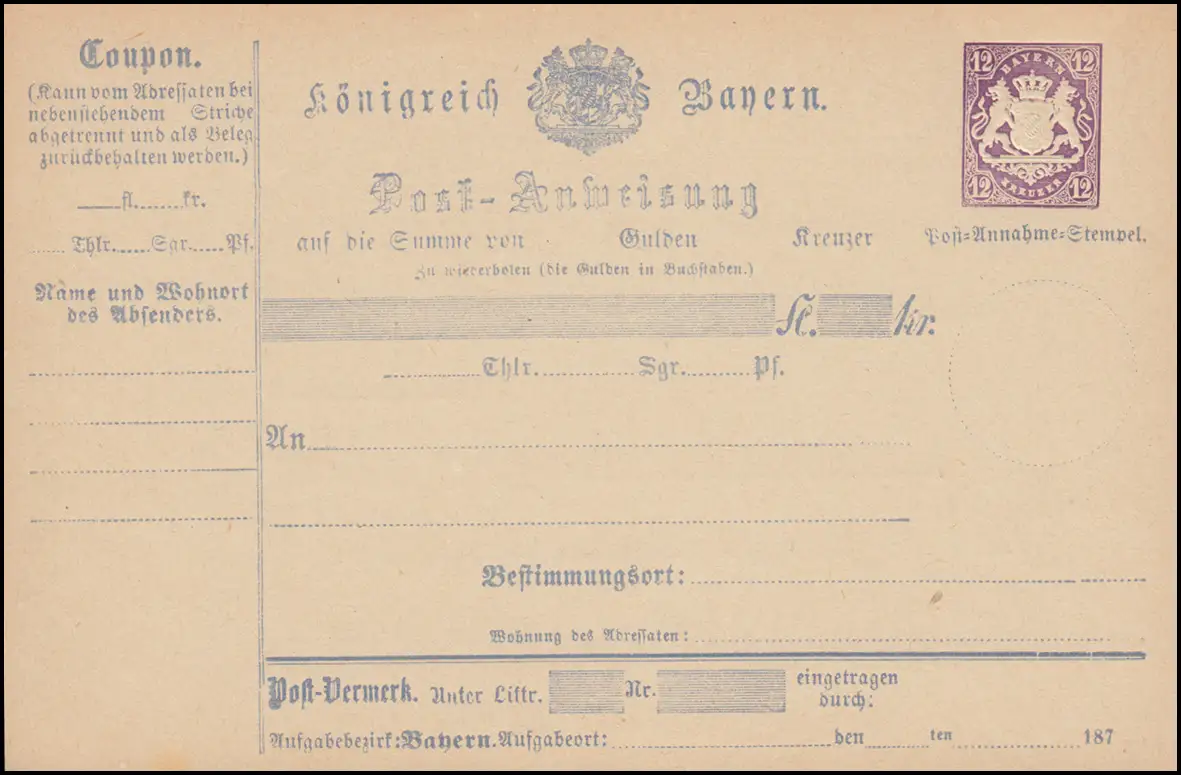 Coupon.
(Kann vom Adressaten bei
nebenstehendem Striche
abgetrennt und als Beleg
zurückbehalten werden.)
fl. kr.
Thlr. Sgr. Pf.
Name und Wohnort
des Absenders.
Königreich Bayern.
12 BAYERN 12
12 KREUZER 12
Post-Anweisung
auf die Summe von Gulden Kreuzer Post-Annahme-Stempel.
Zu wiederholen (die Gulden in Buchstaben.)
Fl. kr.
Thlr. Sgr. Pf.
An
Bestimmungsort:
Wohnung des Adressaten:
Post-Vermerk. Unter Littr. Nr. eingetragen
durch:
Aufgabebezirk: Bayern. Aufgabeort: den ten 187